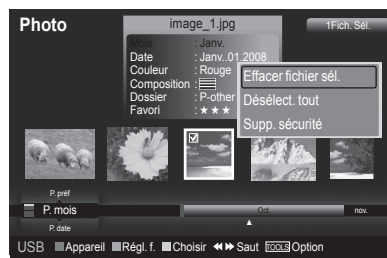 Photo
image_1.jpg
1Fich. Sél.
Mois : Janv.
Date : Janv..01.2008
Couleur : Rouge
Composition :
Dossier : P-other
Favori : ★ ★ ★
Effacer fichier sél.
Désélect. tout
Supp. sécurité
P. préf
P. mois
Oct.
nov.
P. date
USB Appareil Régl. f. Choisir Saut TOOLS Option